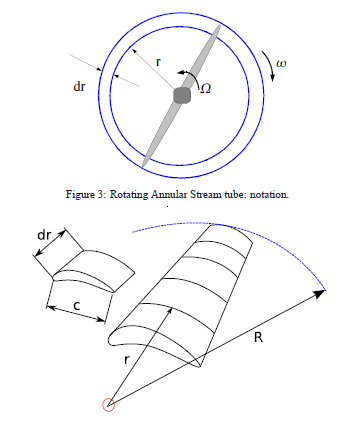 r
ω
dr
Ω
Figure 3: Rotating Annular Stream tube: notation.
dr
c
r
R